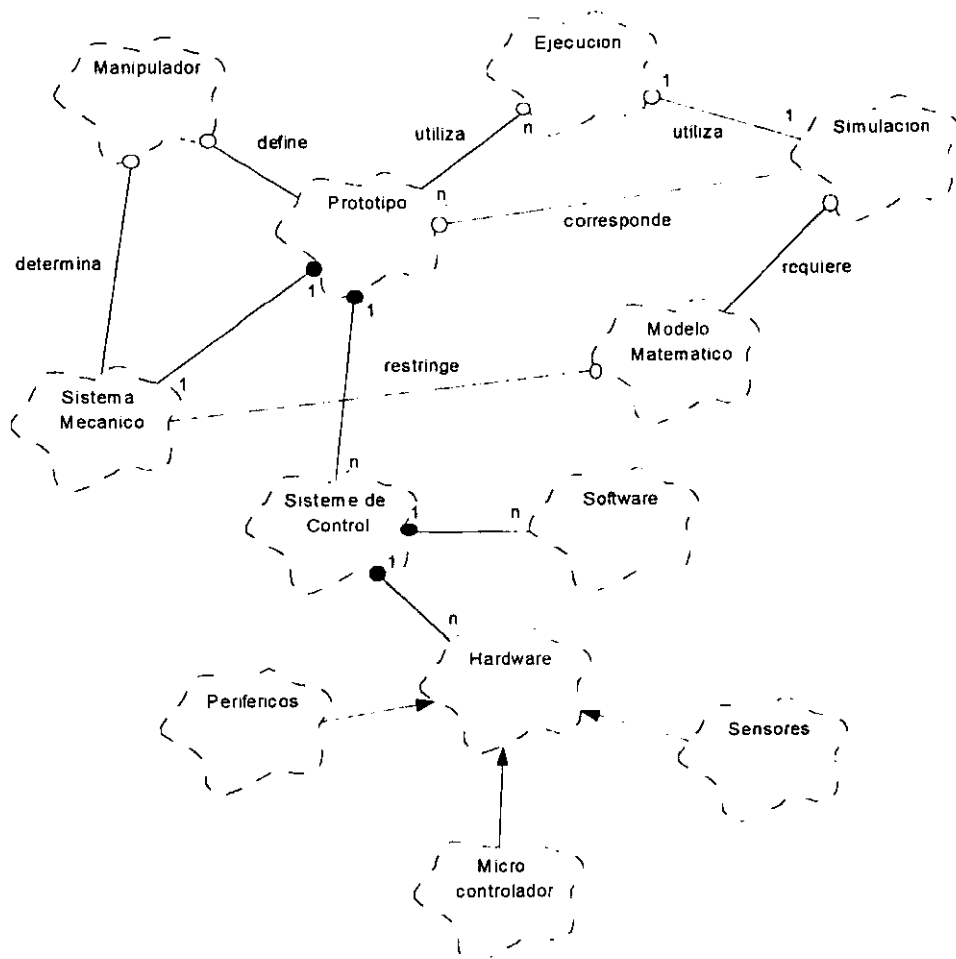 Ejecucion
Manipulador
1
1
n
utiliza
utiliza
Simulacion
define
Prototipo
n
corresponde
determina
requiere
1
1
Modelo
Matematico
restringe
1
Sistema
Mecanico
n
Sisteme de
Control
1
n
Software
1
n
Hardware
Perifericos
Sensores
Micro
controlador